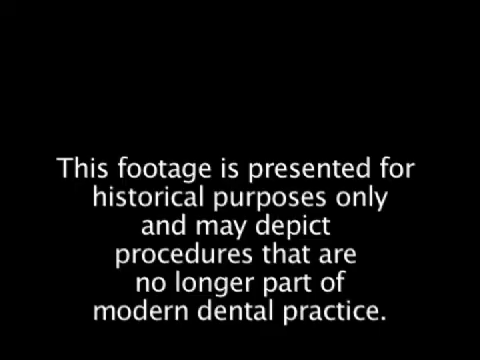 This footage is presented for
historical purposes only
and may depict
procedures that are
no longer part of
modern dental practice.